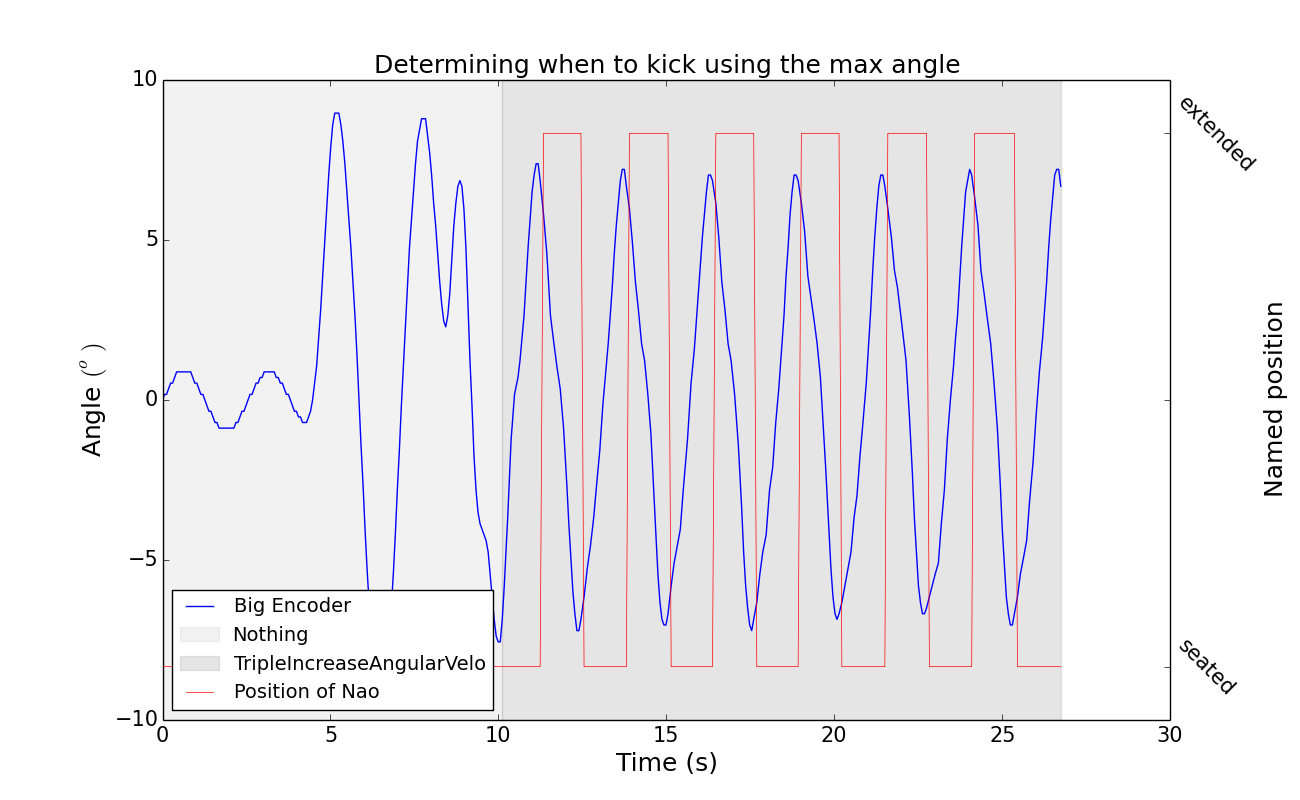 Determining when to kick using the max angle
10
5
0
−5
−10
Angle (°)
0
5
10
15
20
25
30
Time (s)
extended
seated
Named position
Big Encoder
Nothing
TripleIncreaseAngularVelo
Position of Nao